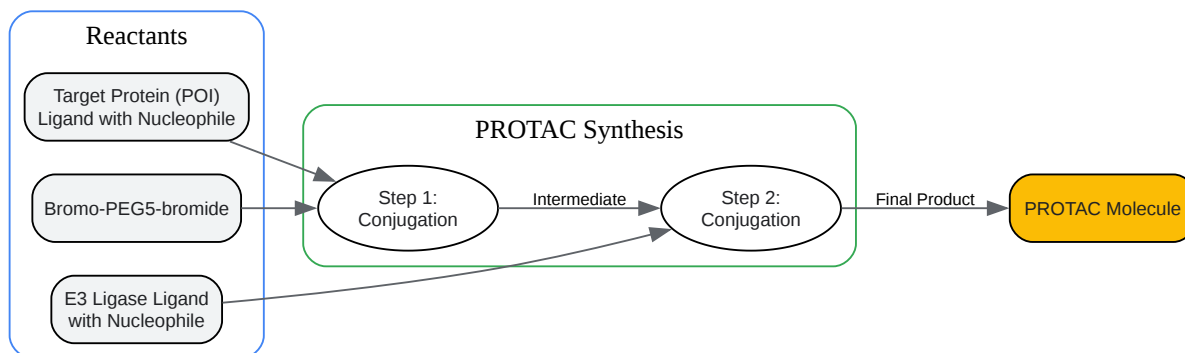 Reactants
Target Protein (POI)
Ligand with Nucleophile
Bromo-PEG5-bromide
E3 Ligase Ligand
with Nucleophile
PROTAC Synthesis
Step 1:
Conjugation
Intermediate
Step 2:
Conjugation
Final Product
PROTAC Molecule